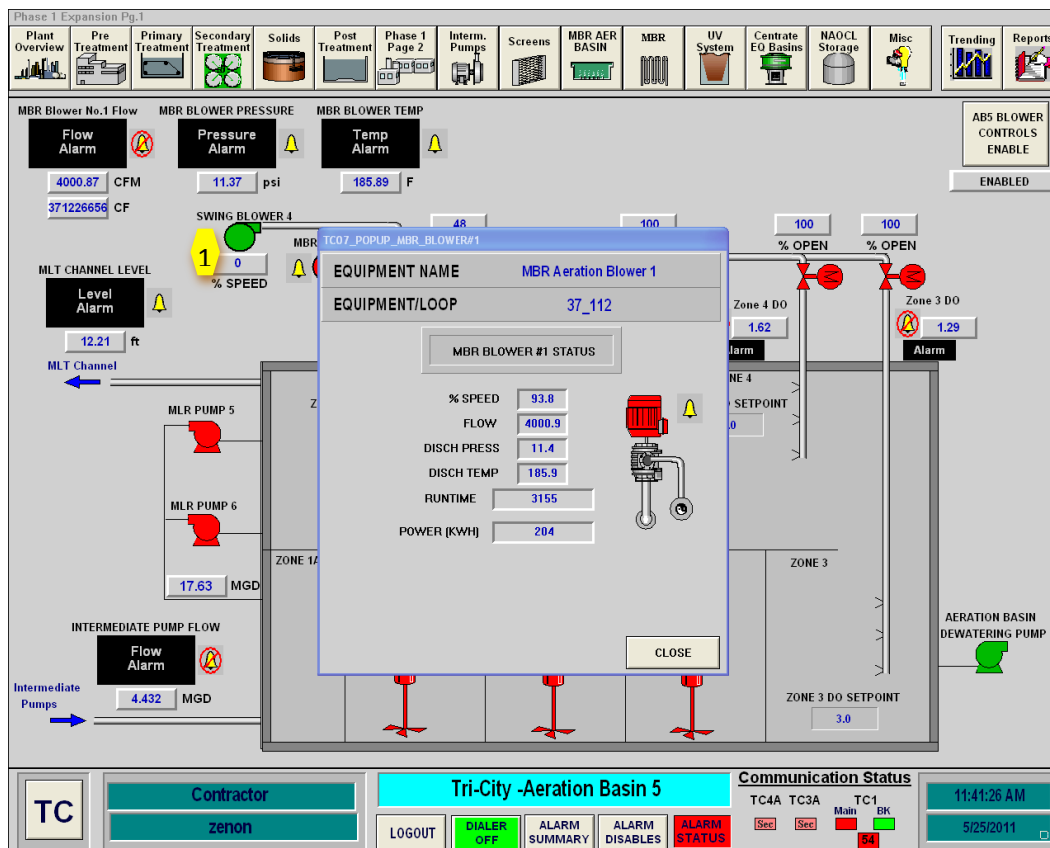 Phase 1 Expansion Pg.1
Plant Overview
Pre Treatment
Primary Treatment
Secondary Treatment
Solids
Post Treatment
Phase 1 Page 2
Interm. Pumps
Screens
MBR AER BASIN
MBR
UV System
Centrate EQ Basins
NAOCL Storage
Misc
Trending
Reports
MBR Blower No.1 Flow
MBR BLOWER PRESSURE
MBR BLOWER TEMP
Flow Alarm
Pressure Alarm
Temp Alarm
4000.87 CFM
11.37 psi
185.89 F
371226656 CF
AB5 BLOWER
CONTROLS
ENABLE
ENABLED
SWING BLOWER 4
1
0
% SPEED
MBR
48
100
100
% OPEN
100
% OPEN
MLT CHANNEL LEVEL
Level Alarm
12.21 ft
MLT Channel
TC07_POPUP_MBR_BLOWER#1
EQUIPMENT NAME MBR Aeration Blower 1
EQUIPMENT/LOOP 37_112
MBR BLOWER #1 STATUS
% SPEED 93.8
FLOW 4000.9
DISCH PRESS 11.4
DISCH TEMP 185.9
RUNTIME 3155
POWER (KWH) 204
CLOSE
Zone 4 DO
1.62
larm
Zone 3 DO
1.29
Alarm
NE 4
SETPOINT
.0
MLR PUMP 5
MLR PUMP 6
17.63 MGD
ZONE 1A
ZONE 3
INTERMEDIATE PUMP FLOW
Flow Alarm
4.432 MGD
Intermediate
Pumps
AERATION BASIN
DEWATERING PUMP
ZONE 3 DO SETPOINT
3.0
TC
Contractor
zenon
Tri-City -Aeration Basin 5
LOGOUT
DIALER OFF
ALARM SUMMARY
ALARM DISABLES
ALARM STATUS
Communication Status
TC4A TC3A TC1
Main BK
Sec Sec
54
11:41:26 AM
5/25/2011